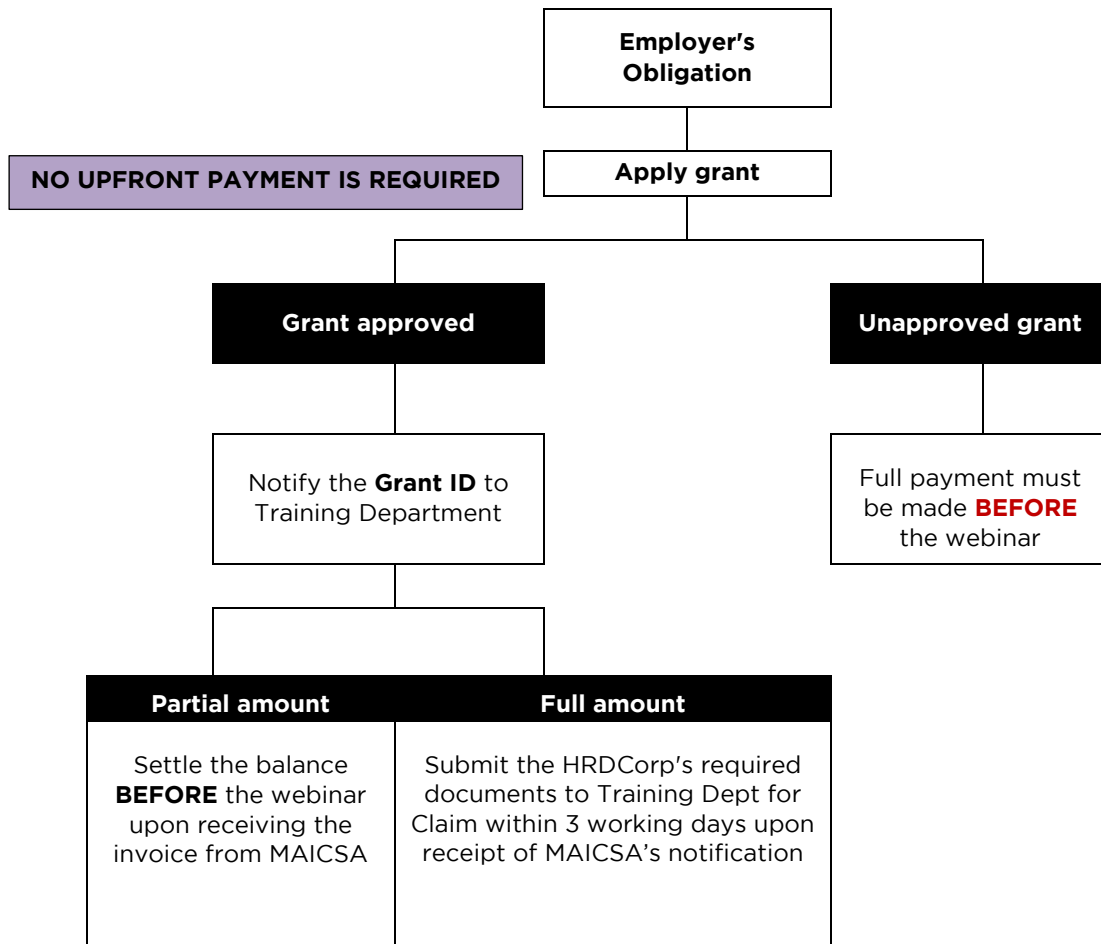 Employer's
Obligation
NO UPFRONT PAYMENT IS REQUIRED
Apply grant
Grant approved
Unapproved grant
Notify the Grant ID to
Training Department
Full payment must
be made BEFORE
the webinar
Partial amount
Full amount
Settle the balance
BEFORE the webinar
upon receiving the
invoice from MAICSA
Submit the HRDCorp's required
documents to Training Dept for
Claim within 3 working days upon
receipt of MAICSA’s notification